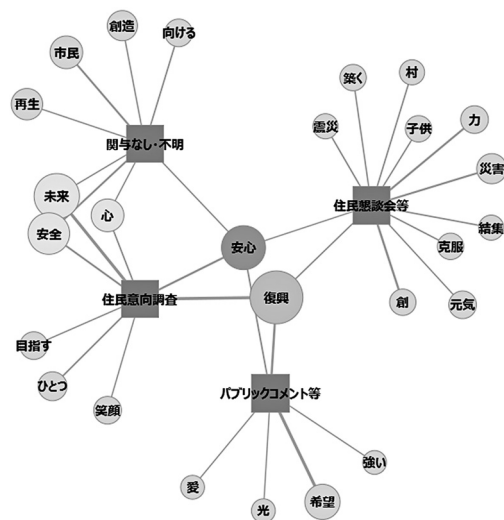 創造
向ける
市民
再生
関与なし・不明
未来
心
安全
安心
住民意向調査
復興
目指す
ひとつ
笑顔
築く
村
震災
子供
力
災害
住民懇談会等
結集
克服
創
元気
パブリックコメント等
愛
光
希望
強い